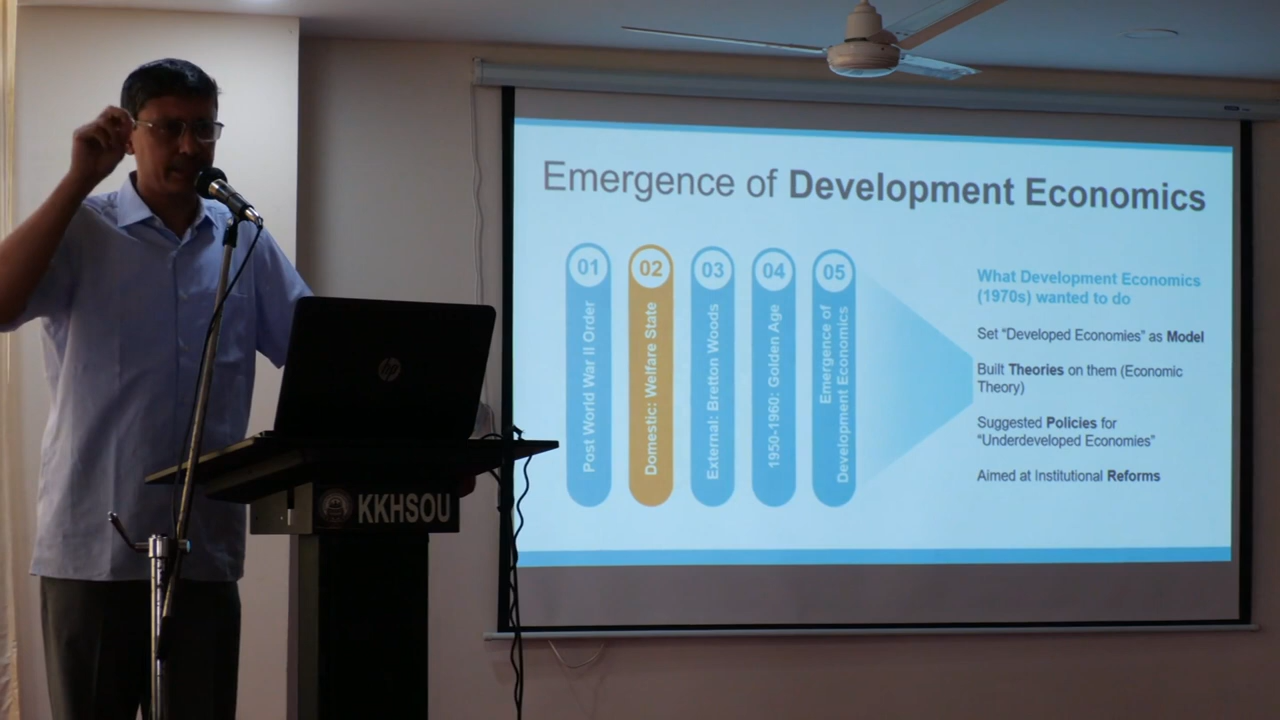 Emergence of Development Economics
01
02
03
04
05
Post World War II Order
Domestic: Welfare State
External: Bretton Woods
1950-1960: Golden Age
Emergence of
Development Economics
What Development Economics
(1970s) wanted to do
Set “Developed Economies” as Model
Built Theories on them (Economic
Theory)
Suggested Policies for
“Underdeveloped Economies”
Aimed at Institutional Reforms
hp
KKHSOU